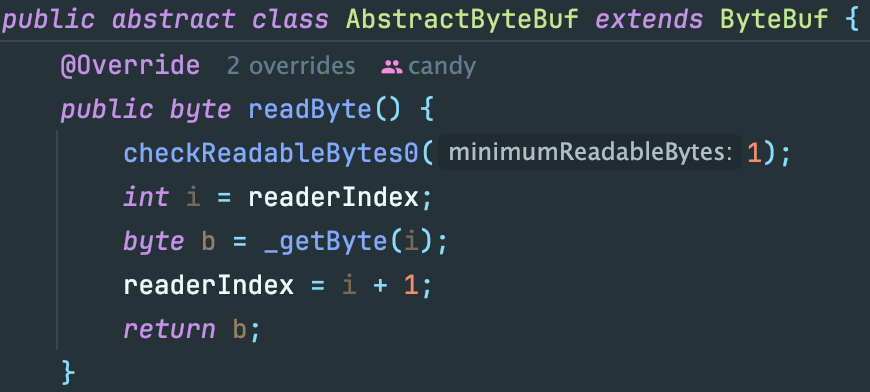 public abstract class AbstractByteBuf extends ByteBuf {
@Override 2 overrides candy
public byte readByte() {
checkReadableBytes0( minimumReadableBytes: 1);
int i = readerIndex;
byte b = _getByte(i);
readerIndex = i + 1;
return b;
}